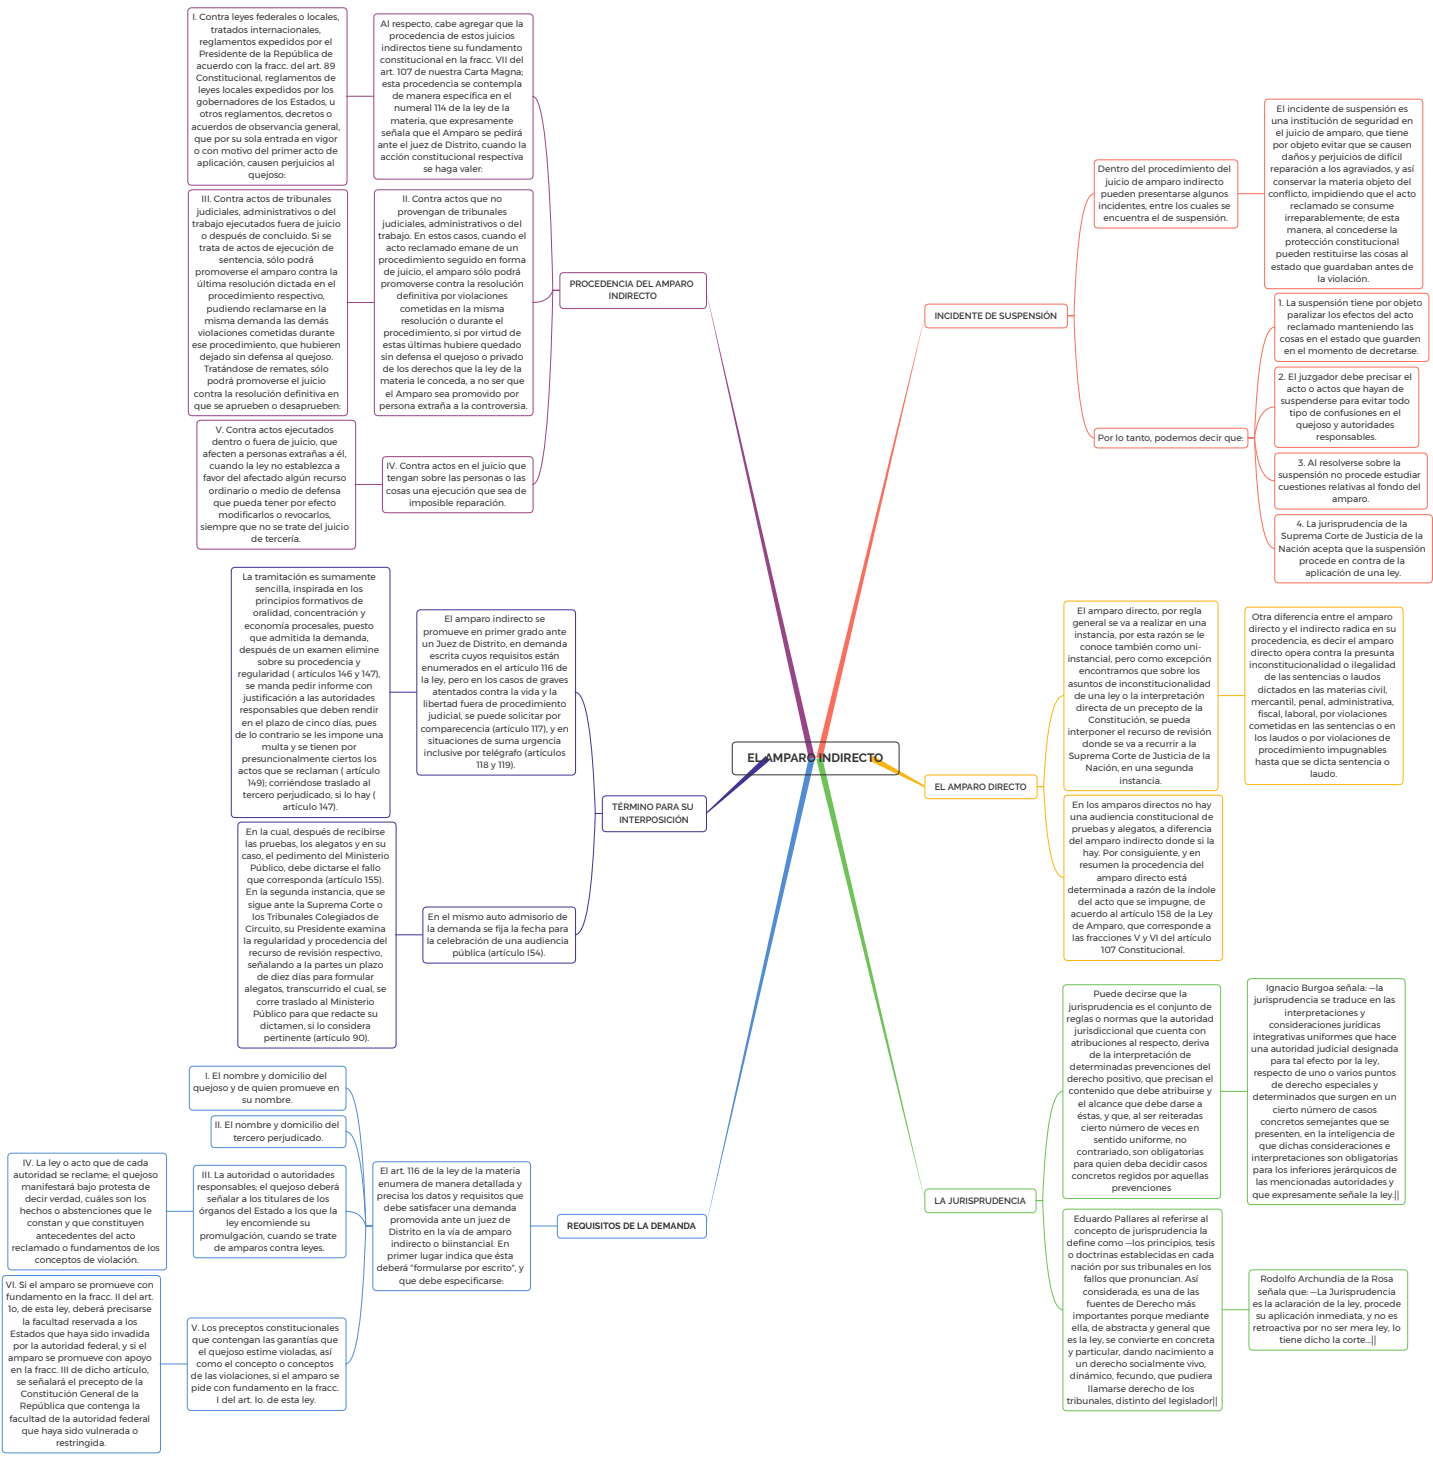 EL AMPARO INDIRECTO
PROCEDENCIA DEL AMPARO
INDIRECTO
Al respecto, cabe agregar que la
procedencia de estos juicios
indirectos tiene su fundamento
constitucional en la fracc. VII del
art. 107 de nuestra Carta Magna;
esta procedencia se contempla
de manera específica en el
numeral 114 de la ley de la
materia, que expresamente
señala que el Amparo se pedirá
ante el juez de Distrito, cuando la
acción constitucional respectiva
se haga valer:
I. Contra leyes federales o locales,
tratados internacionales,
reglamentos expedidos por el
Presidente de la República de
acuerdo con la fracc. del art. 89
Constitucional, reglamentos de
leyes locales expedidos por los
gobernadores de los Estados, u
otros reglamentos, decretos o
acuerdos de observancia general,
que por su sola entrada en vigor
o con motivo del primer acto de
aplicación, causen perjuicios al
quejoso:
II. Contra actos que no
provengan de tribunales
judiciales, administrativos o del
trabajo. En estos casos, cuando el
acto reclamado emane de un
procedimiento seguido en forma
de juicio, el amparo sólo podrá
promoverse contra la resolución
definitiva por violaciones
cometidas en la misma
resolución o durante el
procedimiento, si por virtud de
estas últimas hubiere quedado
sin defensa el quejoso o privado
de los derechos que la ley de la
materia le conceda, a no ser que
el Amparo sea promovido por
persona extraña a la controversia.
III. Contra actos de tribunales
judiciales, administrativos o del
trabajo ejecutados fuera de juicio
o después de concluido. Si se
trata de actos de ejecución de
sentencia, sólo podrá
promoverse el amparo contra la
última resolución dictada en el
procedimiento respectivo,
pudiendo reclamarse en la
misma demanda las demás
violaciones cometidas durante
ese procedimiento, que hubieren
dejado sin defensa al quejoso.
Tratándose de remates, sólo
podrá promoverse el juicio
contra la resolución definitiva en
que se aprueben o desaprueben:
IV. Contra actos en el juicio que
tengan sobre las personas o las
cosas una ejecución que sea de
imposible reparación.
V. Contra actos ejecutados
dentro o fuera de juicio, que
afecten a personas extrañas a él,
cuando la ley no establezca a
favor del afectado algún recurso
ordinario o medio de defensa
que pueda tener por efecto
modificarlos o revocarlos,
siempre que no se trate del juicio
de tercería.
TÉRMINO PARA SU
INTERPOSICIÓN
El amparo indirecto se
promueve en primer grado ante
un Juez de Distrito, en demanda
escrita cuyos requisitos están
enumerados en el artículo 116 de
la ley, pero en los casos de graves
atentados contra la vida y la
libertad fuera de procedimiento
judicial, se puede solicitar por
comparecencia (artículo 117), y en
situaciones de suma urgencia
inclusive por telégrafo (artículos
118 y 119).
La tramitación es sumamente
sencilla, inspirada en los
principios formativos de
oralidad, concentración y
economía procesales, puesto
que admitida la demanda,
después de un examen elimine
sobre su procedencia y
regularidad ( artículos 146 y 147),
se manda pedir informe con
justificación a las autoridades
responsables que deben rendir
en el plazo de cinco días, pues
de lo contrario se les impone una
multa y se tienen por
presuncionalmente ciertos los
actos que se reclaman ( artículo
149); corriéndose traslado al
tercero perjudicado, si lo hay (
artículo 147).
En el mismo auto admisorio de
la demanda se fija la fecha para
la celebración de una audiencia
pública (artículo I54).
En la cual, después de recibirse
las pruebas, los alegatos y en su
caso, el pedimento del Ministerio
Público, debe dictarse el fallo
que corresponda (artículo 155).
En la segunda instancia, que se
sigue ante la Suprema Corte o
los Tribunales Colegiados de
Circuito, su Presidente examina
la regularidad y procedencia del
recurso de revisión respectivo,
señalando a la partes un plazo
de diez días para formular
alegatos, transcurrido el cual, se
corre traslado al Ministerio
Público para que redacte su
dictamen, si lo considera
pertinente (artículo 90).
REQUISITOS DE LA DEMANDA
El art. 116 de la ley de la materia
enumera de manera detallada y
precisa los datos y requisitos que
debe satisfacer una demanda
promovida ante un juez de
Distrito en la vía de amparo
indirecto o biinstancial. En
primer lugar indica que ésta
deberá "formularse por escrito", y
que debe especificarse:
I. El nombre y domicilio del
quejoso y de quien promueve en
su nombre.
II. El nombre y domicilio del
tercero perjudicado.
III. La autoridad o autoridades
responsables; el quejoso deberá
señalar a los titulares de los
órganos del Estado a los que la
ley encomiende su
promulgación, cuando se trate
de amparos contra leyes.
IV. La ley o acto que de cada
autoridad se reclame; el quejoso
manifestará bajo protesta de
decir verdad, cuáles son los
hechos o abstenciones que le
constan y que constituyen
antecedentes del acto
reclamado o fundamentos de los
conceptos de violación.
V. Los preceptos constitucionales
que contengan las garantías que
el quejoso estime violadas, así
como el concepto o conceptos
de las violaciones, si el amparo se
pide con fundamento en la fracc.
I del art. lo. de esta ley.
VI. Si el amparo se promueve con
fundamento en la fracc. II del art.
1o, de esta ley, deberá precisarse
la facultad reservada a los
Estados que haya sido invadida
por la autoridad federal, y si el
amparo se promueve con apoyo
en la fracc. III de dicho artículo,
se señalará el precepto de la
Constitución General de la
República que contenga la
facultad de la autoridad federal
que haya sido vulnerada o
restringida.
INCIDENTE DE SUSPENSIÓN
Dentro del procedimiento del
juicio de amparo indirecto
pueden presentarse algunos
incidentes, entre los cuales se
encuentra el de suspensión.
El incidente de suspensión es
una institución de seguridad en
el juicio de amparo, que tiene
por objeto evitar que se causen
daños y perjuicios de difícil
reparación a los agraviados, y así
conservar la materia objeto del
conflicto, impidiendo que el acto
reclamado se consume
irreparablemente; de esta
manera, al concederse la
protección constitucional
pueden restituirse las cosas al
estado que guardaban antes de
la violación.
Por lo tanto, podemos decir que:
1. La suspensión tiene por objeto
paralizar los efectos del acto
reclamado manteniendo las
cosas en el estado que guarden
en el momento de decretarse.
2. El juzgador debe precisar el
acto o actos que hayan de
suspenderse para evitar todo
tipo de confusiones en el
quejoso y autoridades
responsables.
3. Al resolverse sobre la
suspensión no procede estudiar
cuestiones relativas al fondo del
amparo.
4. La jurisprudencia de la
Suprema Corte de Justicia de la
Nación acepta que la suspensión
procede en contra de la
aplicación de una ley.
EL AMPARO DIRECTO
El amparo directo, por regla
general se va a realizar en una
instancia, por esta razón se le
conoce también como uni-
instancial, pero como excepción
encontramos que sobre los
asuntos de inconstitucionalidad
de una ley o la interpretación
directa de un precepto de la
Constitución, se pueda
interponer el recurso de revisión
donde se va a recurrir a la
Suprema Corte de Justicia de la
Nación, en una segunda
instancia.
Otra diferencia entre el amparo
directo y el indirecto radica en su
procedencia, es decir el amparo
directo opera contra la presunta
inconstitucionalidad o ilegalidad
de las sentencias o laudos
dictados en las materias civil,
mercantil, penal, administrativa,
fiscal, laboral, por violaciones
cometidas en las sentencias o en
los laudos o por violaciones de
procedimiento impugnables
hasta que se dicta sentencia o
laudo.
En los amparos directos no hay
una audiencia constitucional de
pruebas y alegatos, a diferencia
del amparo indirecto donde si la
hay. Por consiguiente, y en
resumen la procedencia del
amparo directo está
determinada a razón de la índole
del acto que se impugne, de
acuerdo al artículo 158 de la Ley
de Amparo, que corresponde a
las fracciones V y VI del artículo
107 Constitucional.
LA JURISPRUDENCIA
Puede decirse que la
jurisprudencia es el conjunto de
reglas o normas que la autoridad
jurisdiccional que cuenta con
atribuciones al respecto, deriva
de la interpretación de
determinadas prevenciones del
derecho positivo, que precisan el
contenido que debe atribuirse y
el alcance que debe darse a
éstas, y que, al ser reiteradas
cierto número de veces en
sentido uniforme, no
contrariado, son obligatorias
para quien deba decidir casos
concretos regidos por aquellas
prevenciones
Ignacio Burgoa señala: ―la
jurisprudencia se traduce en las
interpretaciones y
consideraciones jurídicas
integrativas uniformes que hace
una autoridad judicial designada
para tal efecto por la ley,
respecto de uno o varios puntos
de derecho especiales y
determinados que surgen en un
cierto número de casos
concretos semejantes que se
presenten, en la inteligencia de
que dichas consideraciones e
interpretaciones son obligatorias
para los inferiores jerárquicos de
las mencionadas autoridades y
que expresamente señale la ley.||
Eduardo Pallares al referirse al
concepto de jurisprudencia la
define como ―los principios, tesis
o doctrinas establecidas en cada
nación por sus tribunales en los
fallos que pronuncian. Así
considerada, es una de las
fuentes de Derecho más
importantes porque mediante
ella, de abstracta y general que
es la ley, se convierte en concreta
y particular, dando nacimiento a
un derecho socialmente vivo,
dinámico, fecundo, que pudiera
llamarse derecho de los
tribunales, distinto del legislador||
Rodolfo Archundia de la Rosa
señala que: ―La Jurisprudencia
es la aclaración de la ley, procede
su aplicación inmediata, y no es
retroactiva por no ser mera ley, lo
tiene dicho la corte...||